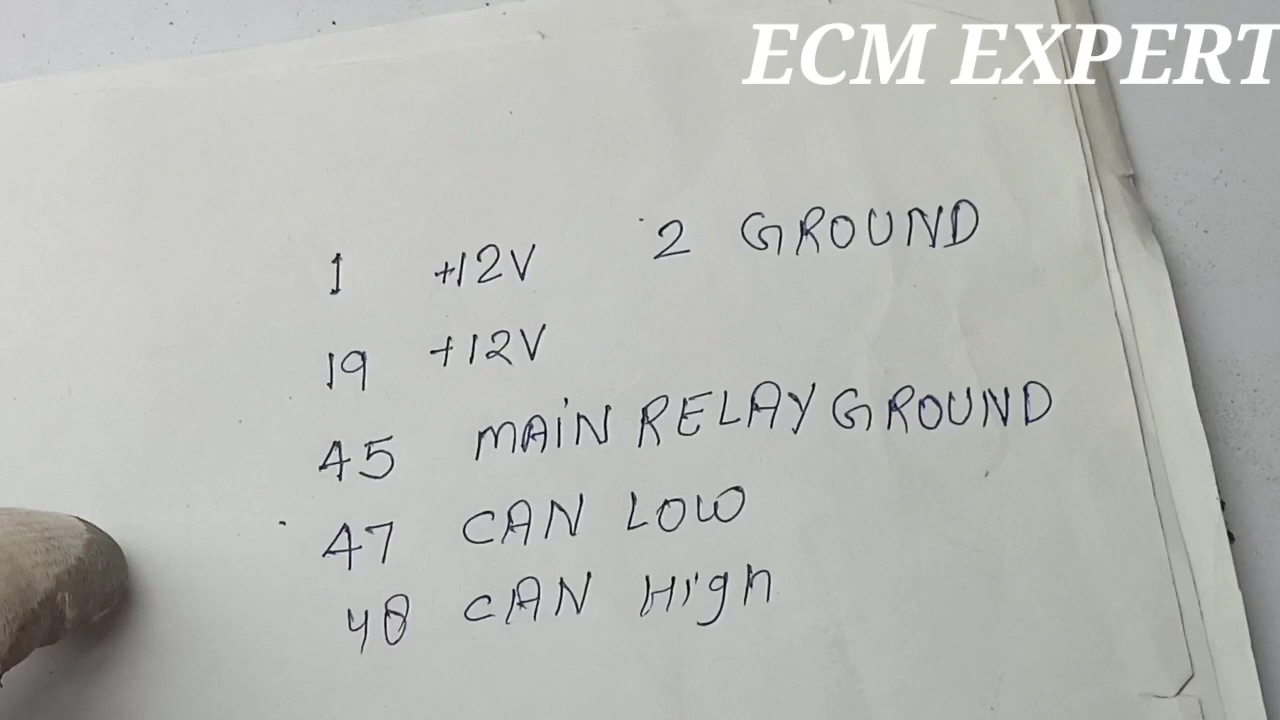 ECM EXPERT
1 +12V 2 GROUND
19 +12V
45 MAIN RELAY GROUND
47 CAN LOW
48 CAN High